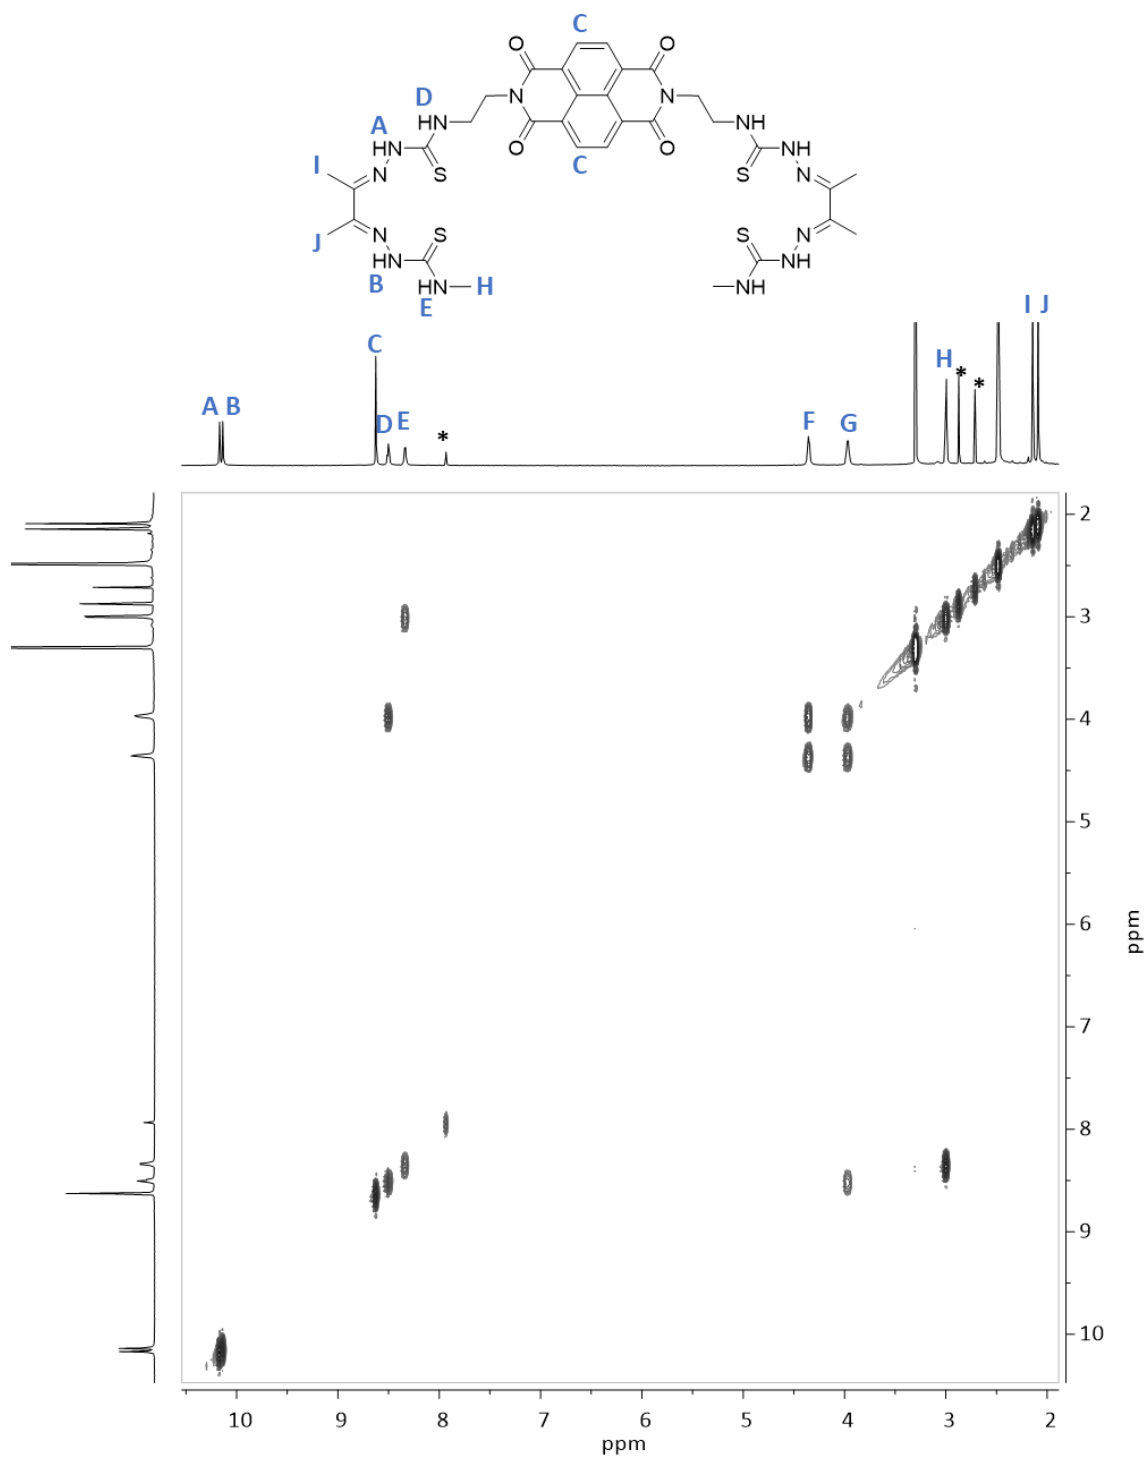 C
O O
D N N
A HN NH
HN O O NH
I N S C S N
J N S S N
HN NH
B HN H NH
E
I J
C H * *
A B D E * F G
2
3
4
5
6
7
8
9
10
ppm
10 9 8 7 6 5 4 3 2
ppm